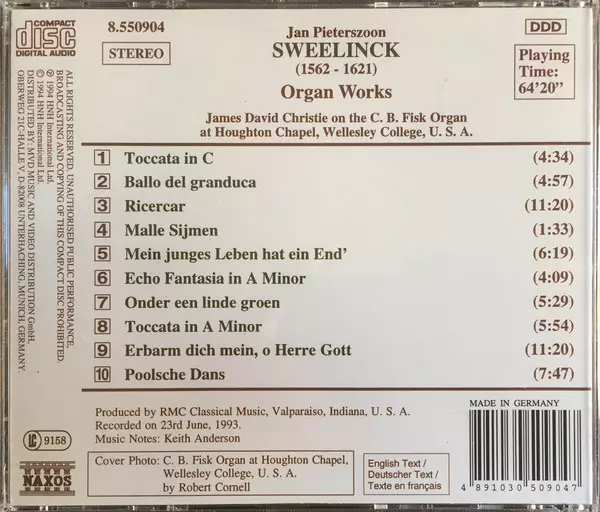 COMPACT
disc
DIGITAL AUDIO
8.550904
STEREO
Jan Pieterszoon
SWEELINCK
(1562 - 1621)
Organ Works
DDD
Playing
Time:
64'20"
James David Christie on the C. B. Fisk Organ
at Houghton Chapel, Wellesley College, U. S. A.
1 Toccata in C (4:34)
2 Ballo del granduca (4:57)
3 Ricercar (11:20)
4 Malle Sijmen (1:33)
5 Mein junges Leben hat ein End' (6:19)
6 Echo Fantasia in A Minor (4:09)
7 Onder een linde groen (5:29)
8 Toccata in A Minor (5:54)
9 Erbarm dich mein, o Herre Gott (11:20)
10 Poolsche Dans (7:47)
Produced by RMC Classical Music, Valparaiso, Indiana, U. S. A.
Recorded on 23rd June, 1993.
Music Notes: Keith Anderson
Cover Photo: C. B. Fisk Organ at Houghton Chapel,
Wellesley College, U. S. A.
by Robert Cornell
English Text /
Deutscher Text /
Texte en français
MADE IN GERMANY
4 891030 509047
ALL RIGHTS RESERVED. UNAUTHORISED PUBLIC PERFORMANCE,
BROADCASTING AND COPYING OF THIS COMPACT DISC PROHIBITED.
℗ 1994 HNH International Ltd.
© 1994 HNH International Ltd.
DISTRIBUTED BY: MVD MUSIC AND VIDEO DISTRIBUTION GmbH,
OBERWEG 21C-HALLE V, D-82008 UNTERHACHING, MUNICH, GERMANY.
LC 9158
NAXOS